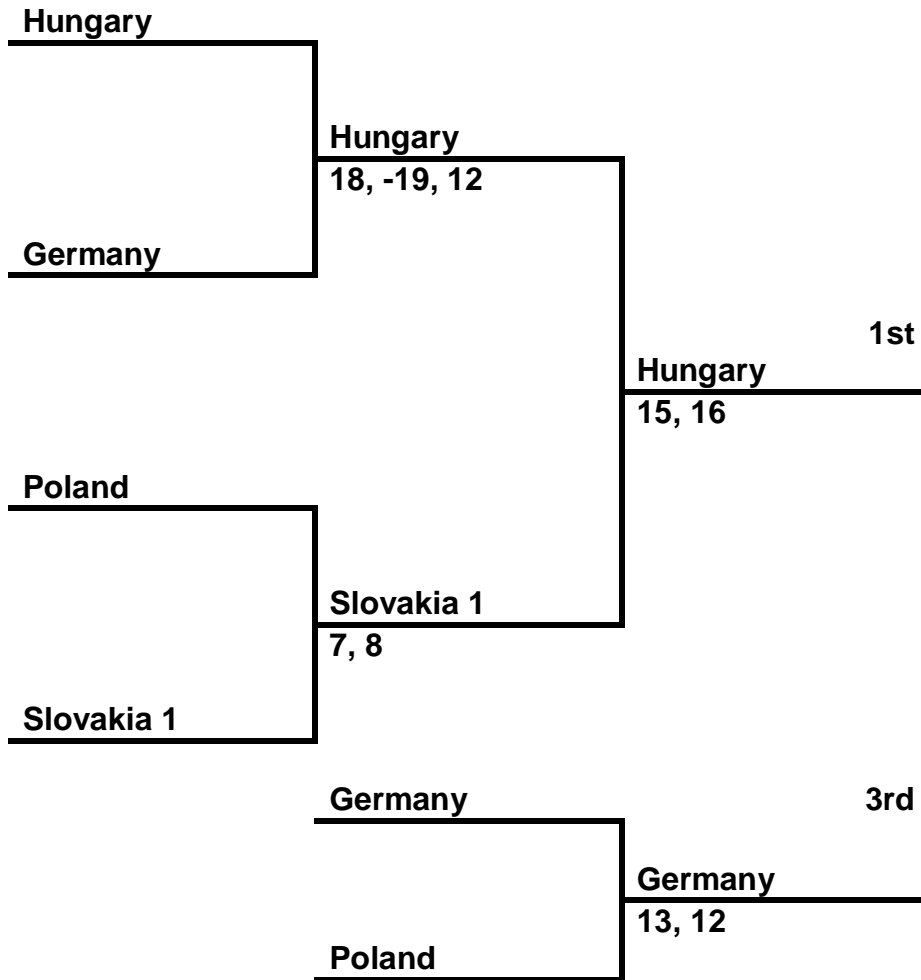 Hungary
Hungary
18, -19, 12
Germany
1st
Hungary
15, 16
Poland
Slovakia 1
7, 8
Slovakia 1
Germany
3rd
Germany
13, 12
Poland